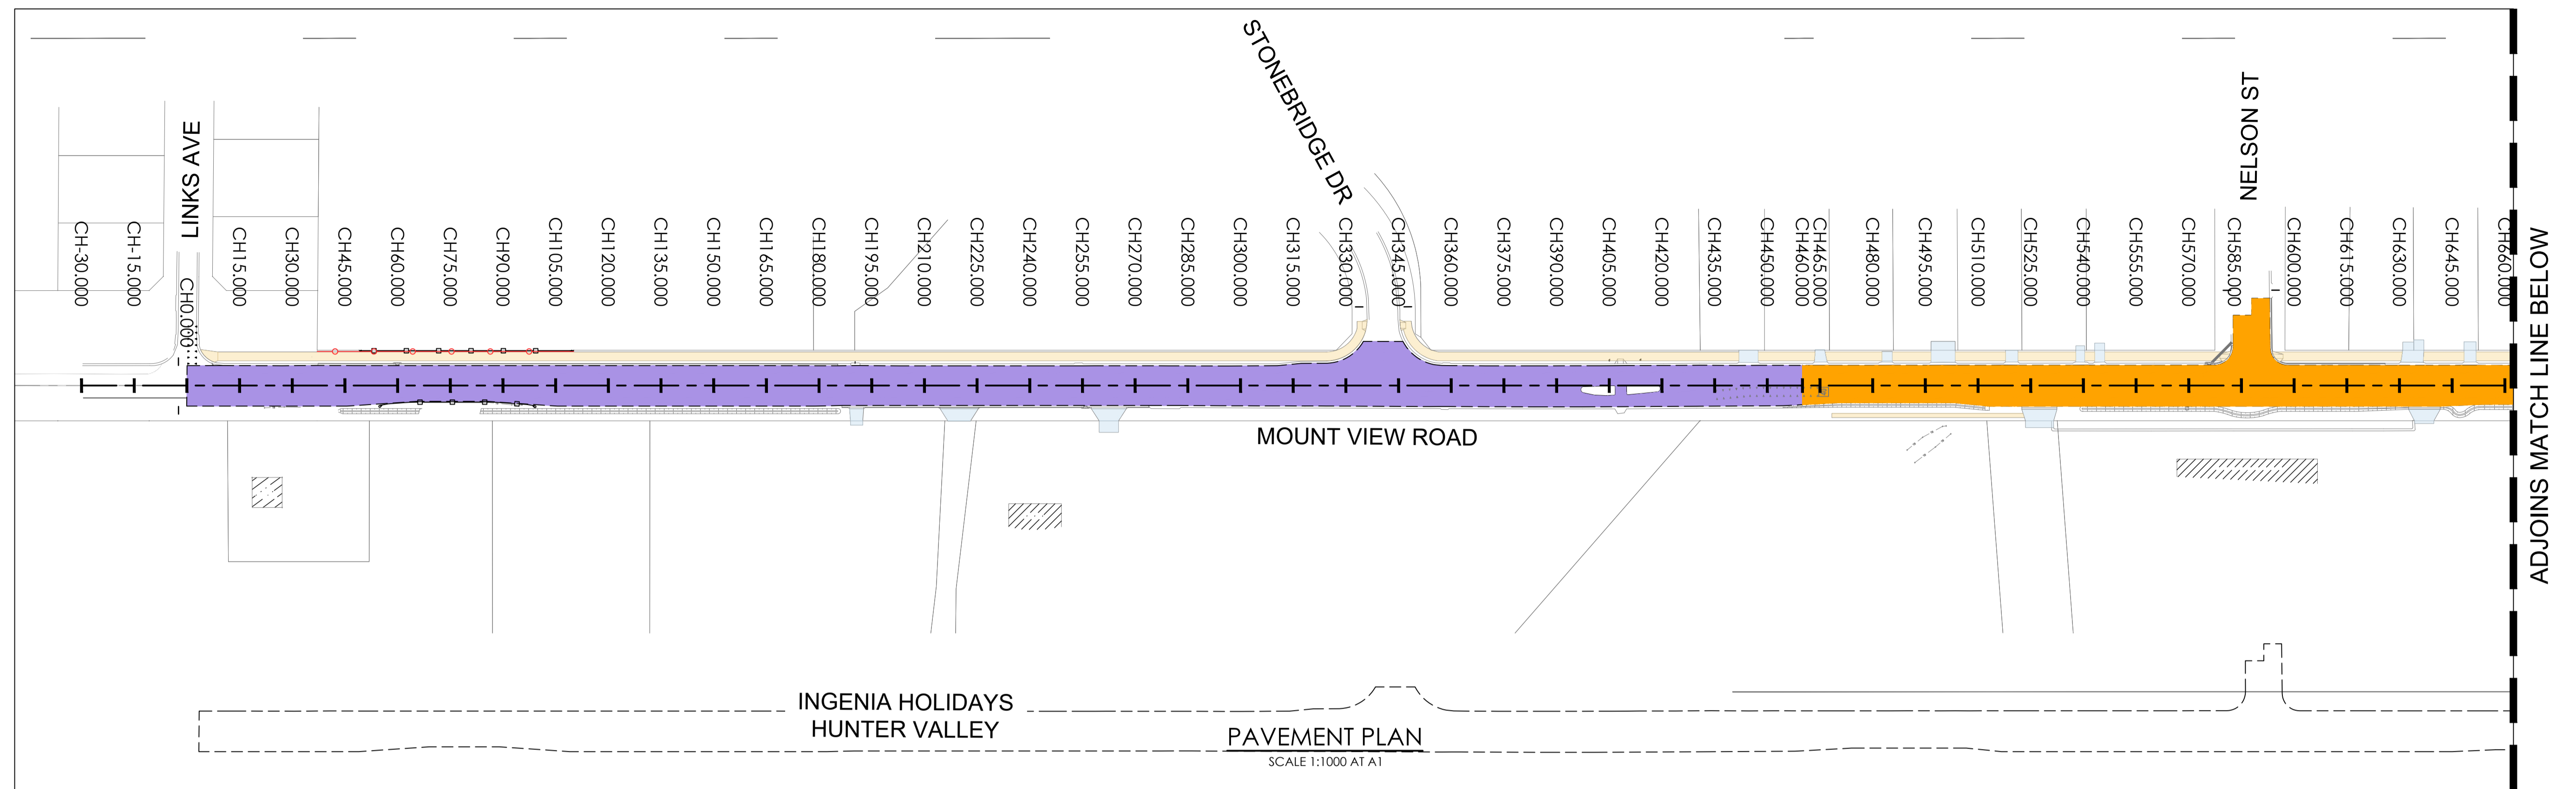 STONEBRIDGE DR
NELSON ST
LINKS AVE
CH-30.000
CH-15.000
CH0.000
CH15.000
CH30.000
CH45.000
CH60.000
CH75.000
CH90.000
CH105.000
CH120.000
CH135.000
CH150.000
CH165.000
CH180.000
CH195.000
CH210.000
CH225.000
CH240.000
CH255.000
CH270.000
CH285.000
CH300.000
CH315.000
CH330.000
CH345.000
CH360.000
CH375.000
CH390.000
CH405.000
CH420.000
CH435.000
CH450.000
CH460.000
CH465.000
CH480.000
CH495.000
CH510.000
CH525.000
CH540.000
CH555.000
CH570.000
CH585.000
CH600.000
CH615.000
CH630.000
CH645.000
CH660.000
ADJOINS MATCH LINE BELOW
MOUNT VIEW ROAD
INGENIA HOLIDAYS
HUNTER VALLEY
PAVEMENT PLAN
SCALE 1:1000 AT A1